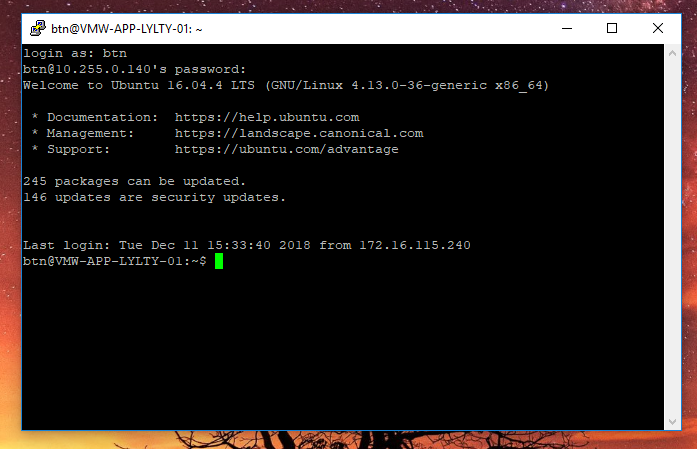 btn@VMW-APP-LYLTY-01: ~
login as: btn
btn@10.255.0.140's password:
Welcome to Ubuntu 16.04.4 LTS (GNU/Linux 4.13.0-36-generic x86_64)
* Documentation:  https://help.ubuntu.com
* Management:     https://landscape.canonical.com
* Support:        https://ubuntu.com/advantage
245 packages can be updated.
146 updates are security updates.
Last login: Tue Dec 11 15:33:40 2018 from 172.16.115.240
btn@VMW-APP-LYLTY-01:~$